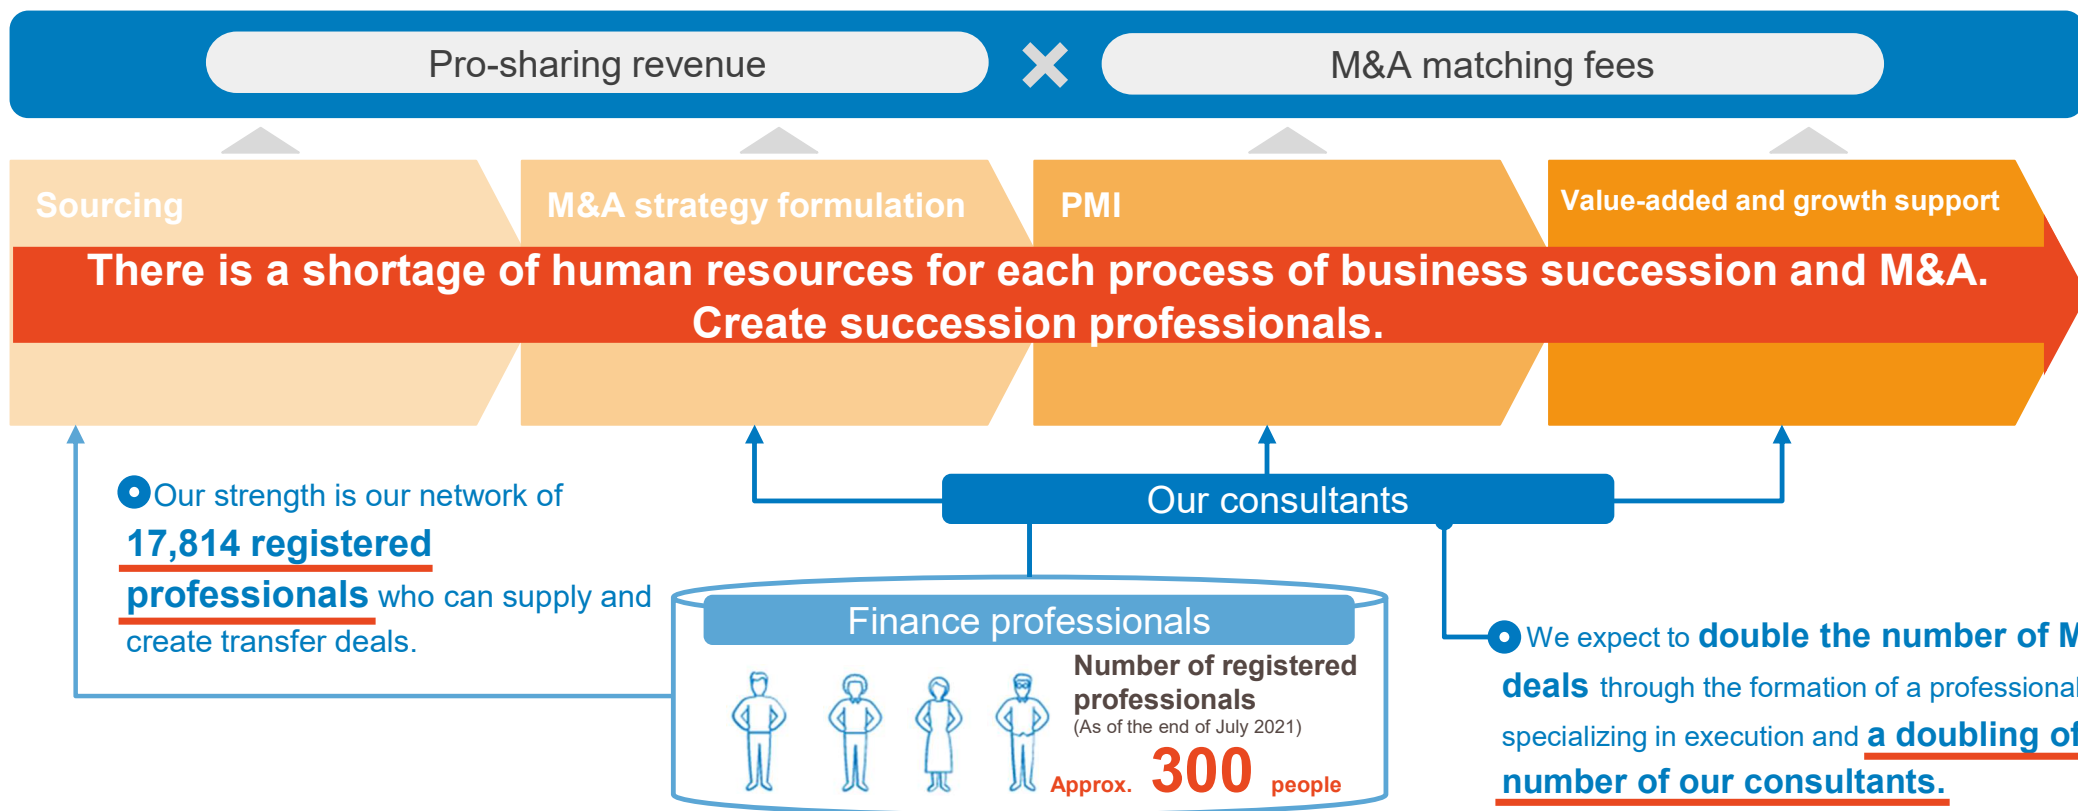 Pro-sharing revenue
M&A matching fees
Sourcing
M&A strategy formulation
PMI
Value-added and growth support
There is a shortage of human resources for each process of business succession and M&A.
Create succession professionals.
Our consultants
Our strength is our network of
17,814 registered
professionals who can supply and
create transfer deals.
Finance professionals
Number of registered
professionals
(As of the end of July 2021)
Approx. 300 people
We expect to double the number of
deals through the formation of a professional
specializing in execution and a doubling of
number of our consultants.